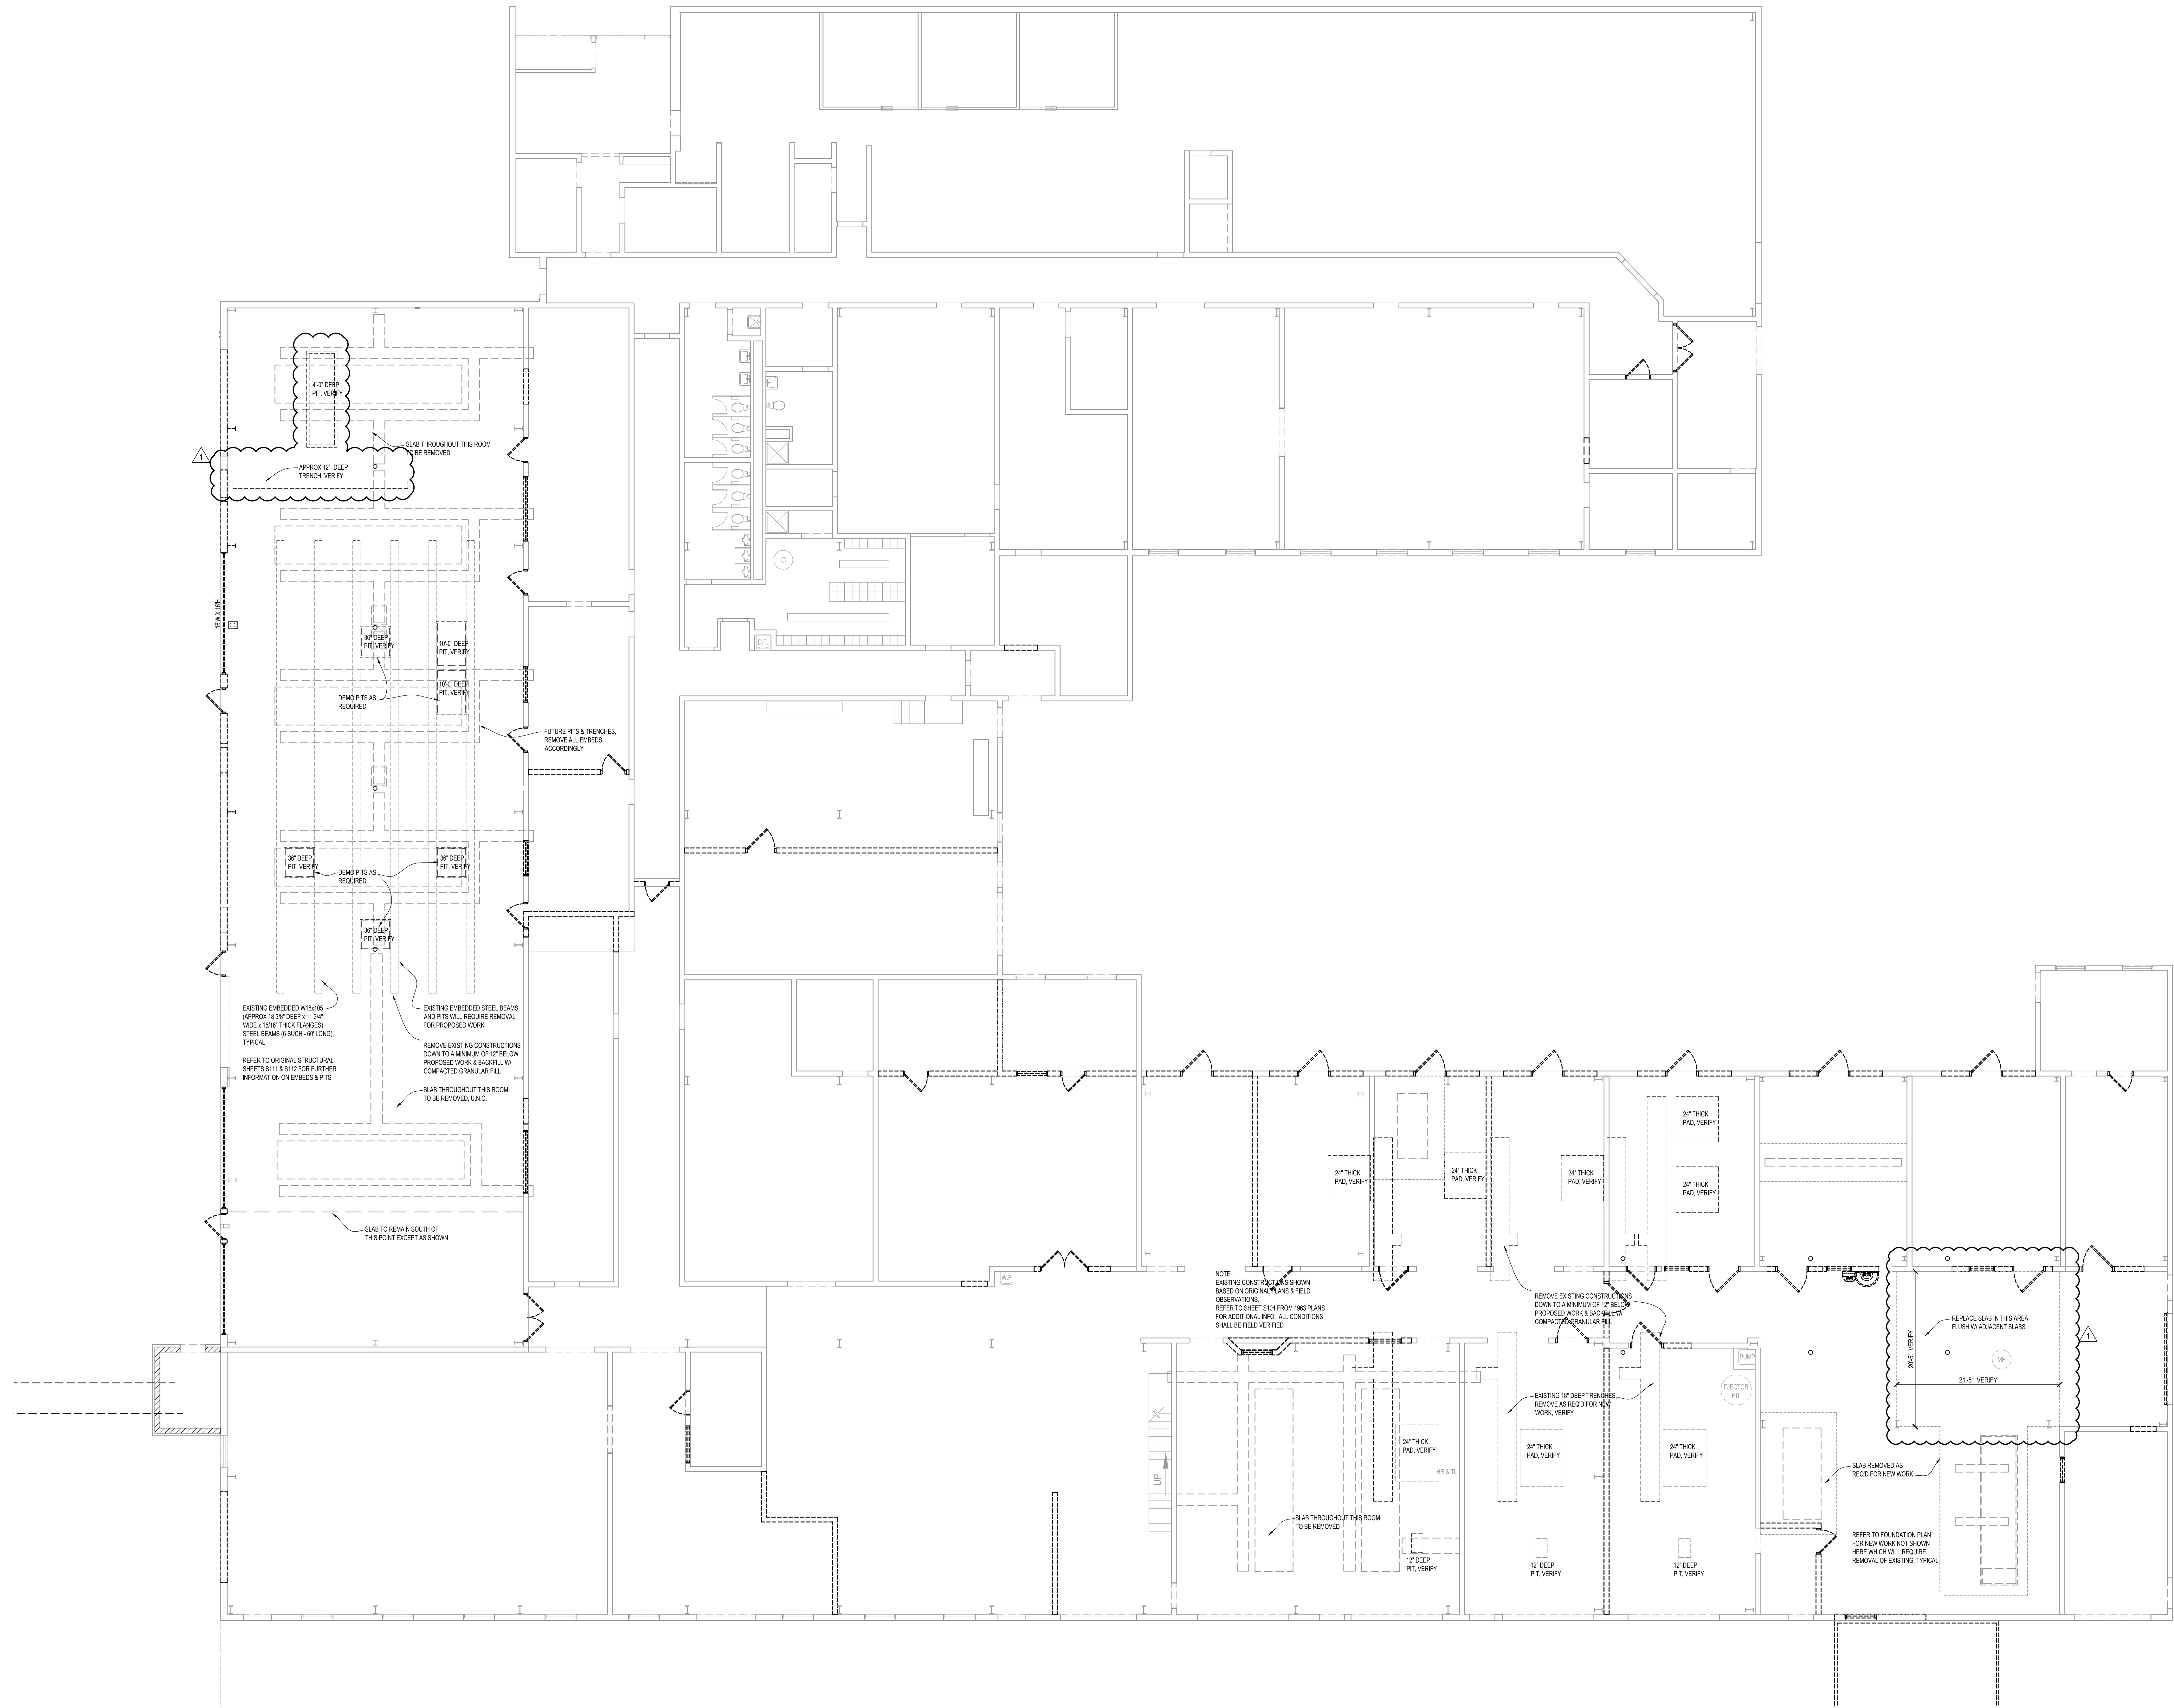 4'-0" DEEP
PIT, VERIFY
SLAB THROUGHOUT THIS ROOM
TO BE REMOVED
1
APPROX 12" DEEP
TRENCH, VERIFY
16'W X 16'H
36" DEEP
PIT, VERIFY
10'-0" DEEP
PIT, VERIFY
10'-0" DEEP
PIT, VERIFY
DEMO PITS AS
REQUIRED
D.F.
FUTURE PITS & TRENCHES,
REMOVE ALL EMBEDS
ACCORDINGLY
36" DEEP
PIT, VERIFY
36" DEEP
PIT, VERIFY
DEMO PITS AS
REQUIRED
36" DEEP
PIT, VERIFY
EXISTING EMBEDDED W18x105
(APPROX 18 3/8" DEEP x 11 3/4"
WIDE x 15/16" THICK FLANGES)
STEEL BEAMS (6 SUCH - 60' LONG),
TYPICAL
REFER TO ORIGINAL STRUCTURAL
SHEETS S111 & S112 FOR FURTHER
INFORMATION ON EMBEDS & PITS
EXISTING EMBEDDED STEEL BEAMS
AND PITS WILL REQUIRE REMOVAL
FOR PROPOSED WORK
REMOVE EXISTING CONSTRUCTIONS
DOWN TO A MINIMUM OF 12" BELOW
PROPOSED WORK & BACKFILL W/
COMPACTED GRANULAR FILL
SLAB THROUGHOUT THIS ROOM
TO BE REMOVED, U.N.O.
SLAB TO REMAIN SOUTH OF
THIS POINT EXCEPT AS SHOWN
24" THICK
PAD, VERIFY
24" THICK
PAD, VERIFY
24" THICK
PAD, VERIFY
24" THICK
PAD, VERIFY
24" THICK
PAD, VERIFY
W.F.
NOTE:
EXISTING CONSTRUCTIONS SHOWN
BASED ON ORIGINAL PLANS & FIELD
OBSERVATIONS.
REFER TO SHEET S104 FROM 1963 PLANS
FOR ADDITIONAL INFO. ALL CONDITIONS
SHALL BE FIELD VERIFIED
REMOVE EXISTING CONSTRUCTIONS
DOWN TO A MINIMUM OF 12" BELOW
PROPOSED WORK & BACKFILL W/
COMPACTED GRANULAR FILL
REPLACE SLAB IN THIS AREA
FLUSH W/ ADJACENT SLABS
1
20'-5" VERIFY
MH
21'-5" VERIFY
PUMP
EJECTOR
PIT
EXISTING 18" DEEP TRENCHES,
REMOVE AS REQ'D FOR NEW
WORK, VERIFY
24" THICK
PAD, VERIFY
24" THICK
PAD, VERIFY
24" THICK
PAD, VERIFY
UP
& TL
SLAB REMOVED AS
REQ'D FOR NEW WORK
SLAB THROUGHOUT THIS ROOM
TO BE REMOVED
12" DEEP
PIT, VERIFY
12" DEEP
PIT, VERIFY
12" DEEP
PIT, VERIFY
REFER TO FOUNDATION PLAN
FOR NEW WORK NOT SHOWN
HERE WHICH WILL REQUIRE
REMOVAL OF EXISTING, TYPICAL